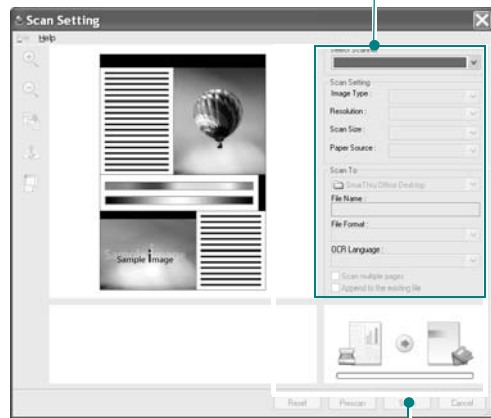 Scan Setting
Help
Select Scanner
Scan Setting
Image Type :
Resolution :
Scan Size :
Paper Source :
Scan To
SmarThru Office Desktop
File Name :
File Format :
OCR Language :
Scan multiple pages
Append to the existing file
Sample Image
Reset
Prescan
Cancel